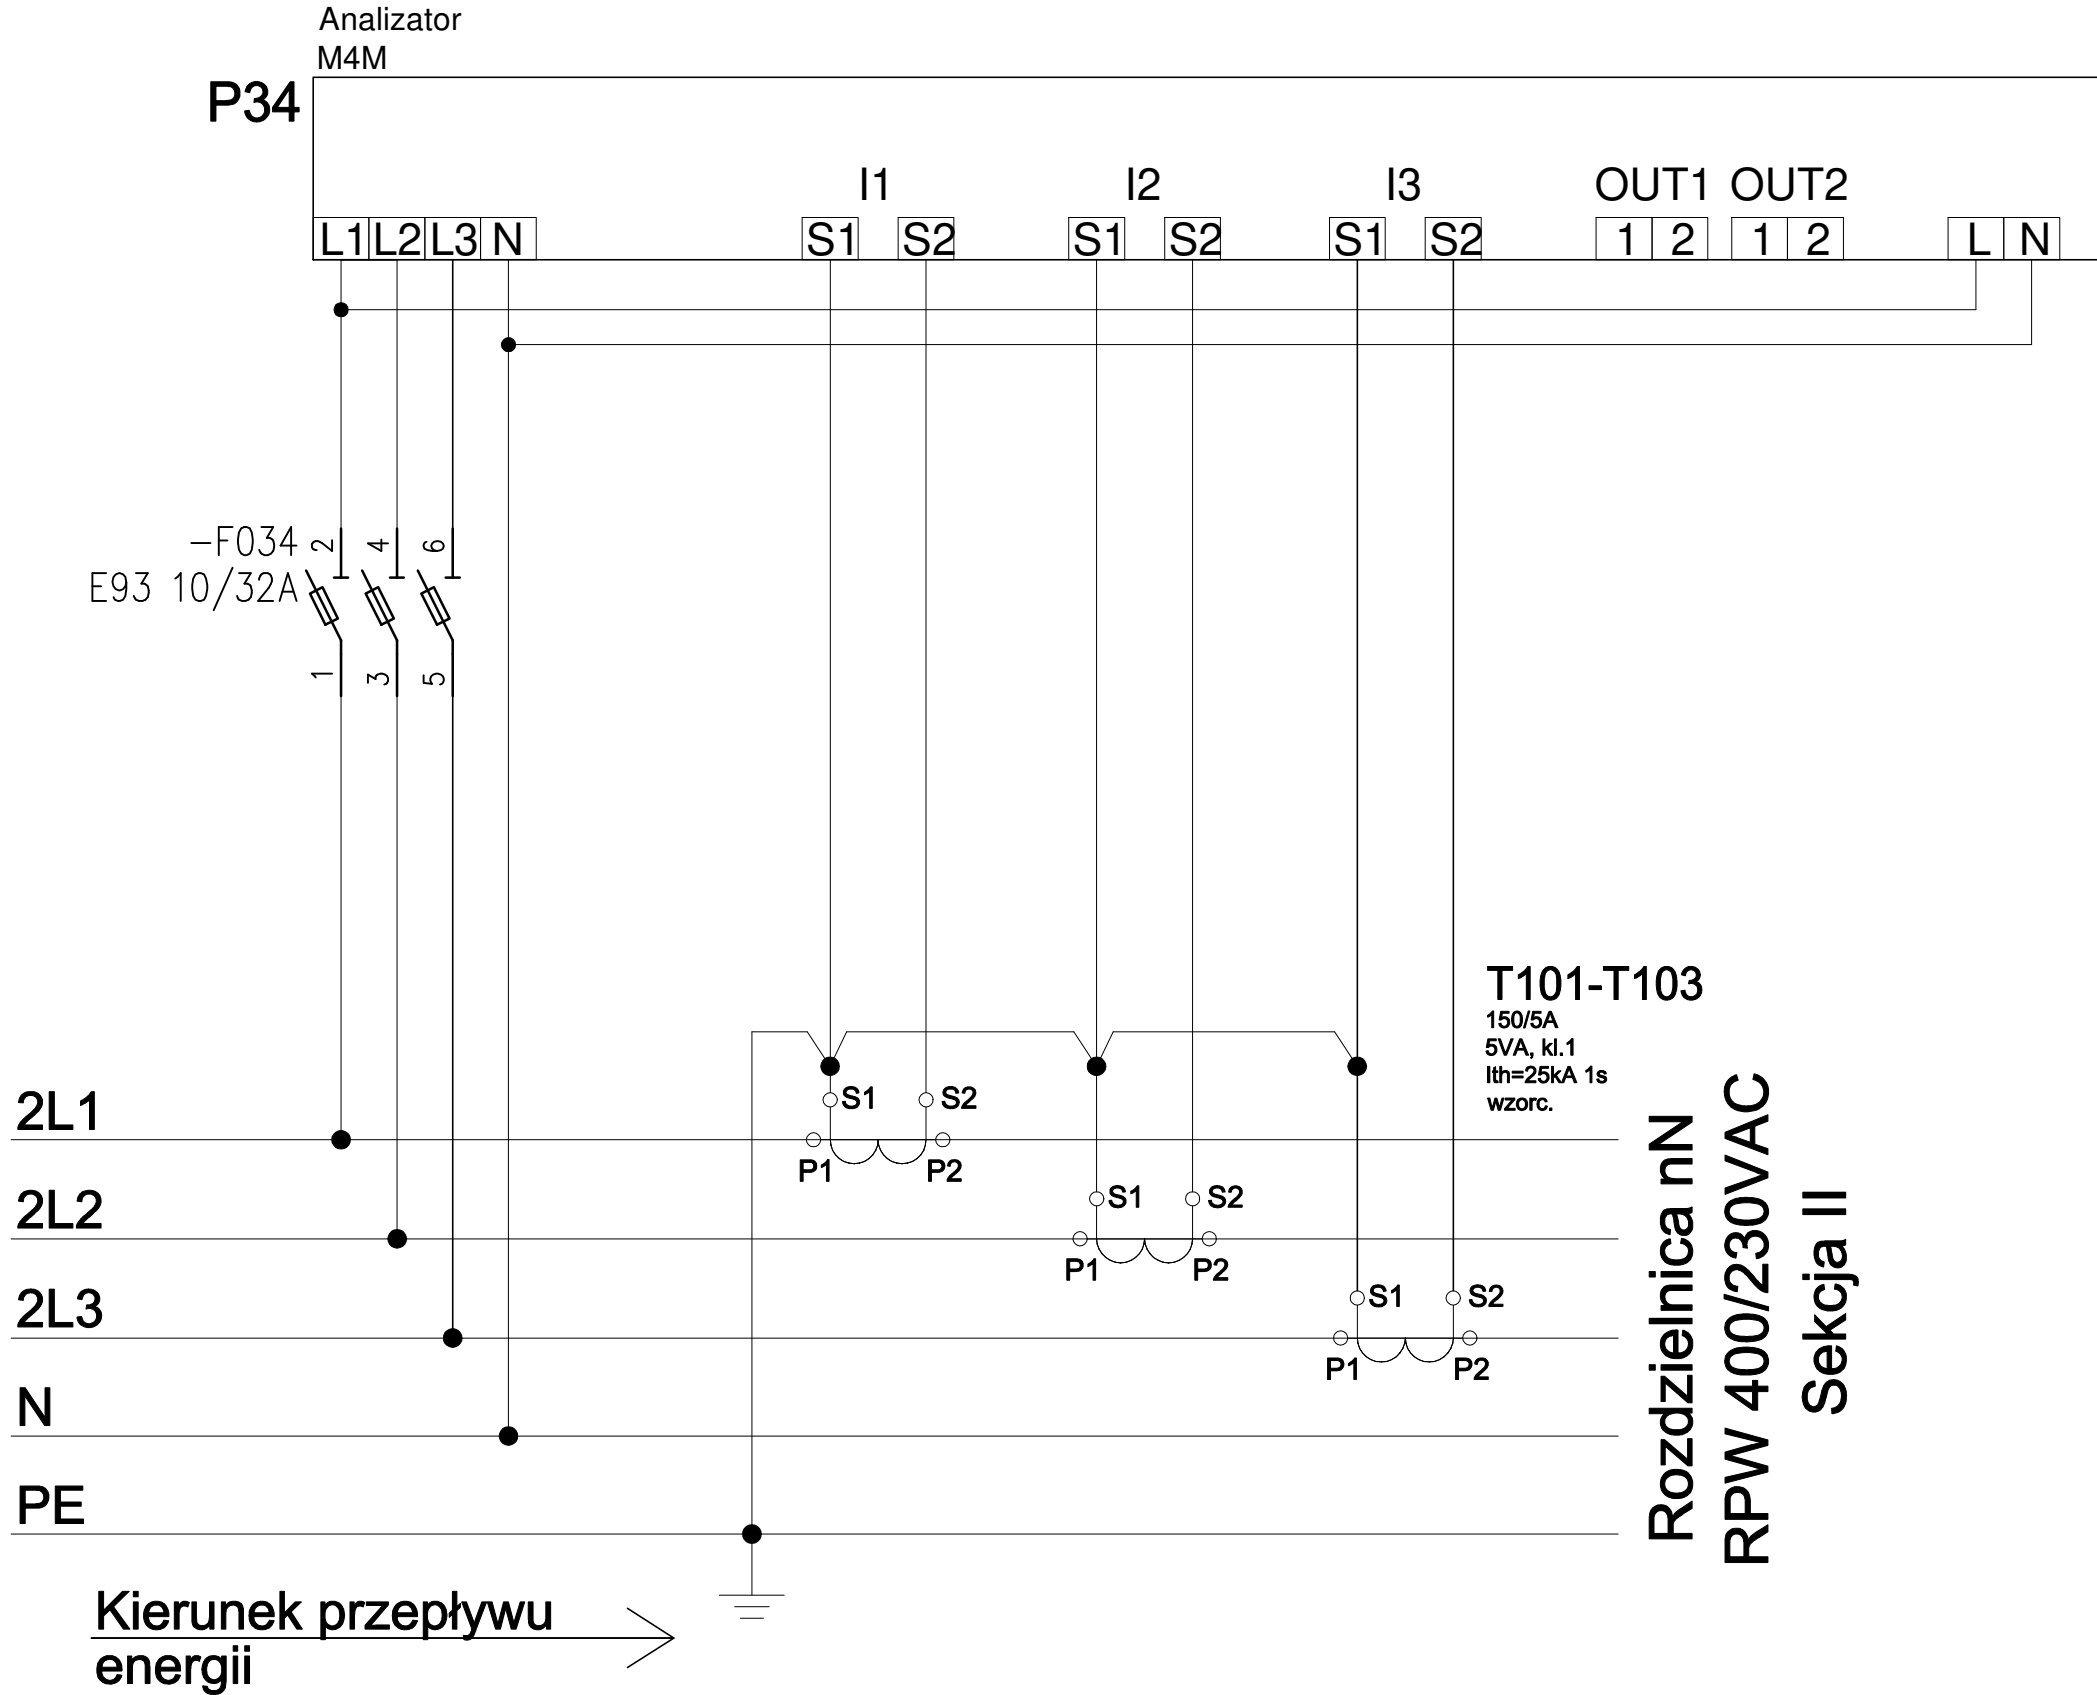 Analizator
M4M
P34
I1 I2 I3 OUT1 OUT2
L1 L2 L3 N S1 S2 S1 S2 S1 S2 1 2 1 2 L N
-F034 2 4 6
E93 10/32A
1 3 5
T101-T103
150/5A
5VA, kl.1
Ith=25kA 1s
wzorc.
2L1 S1 S2
P1 P2
2L2 S1 S2
P1 P2
2L3 S1 S2
P1 P2
N
PE
Rozdzielnica nN
RPW 400/230VAC
Sekcja II
Kierunek przepływu
energii